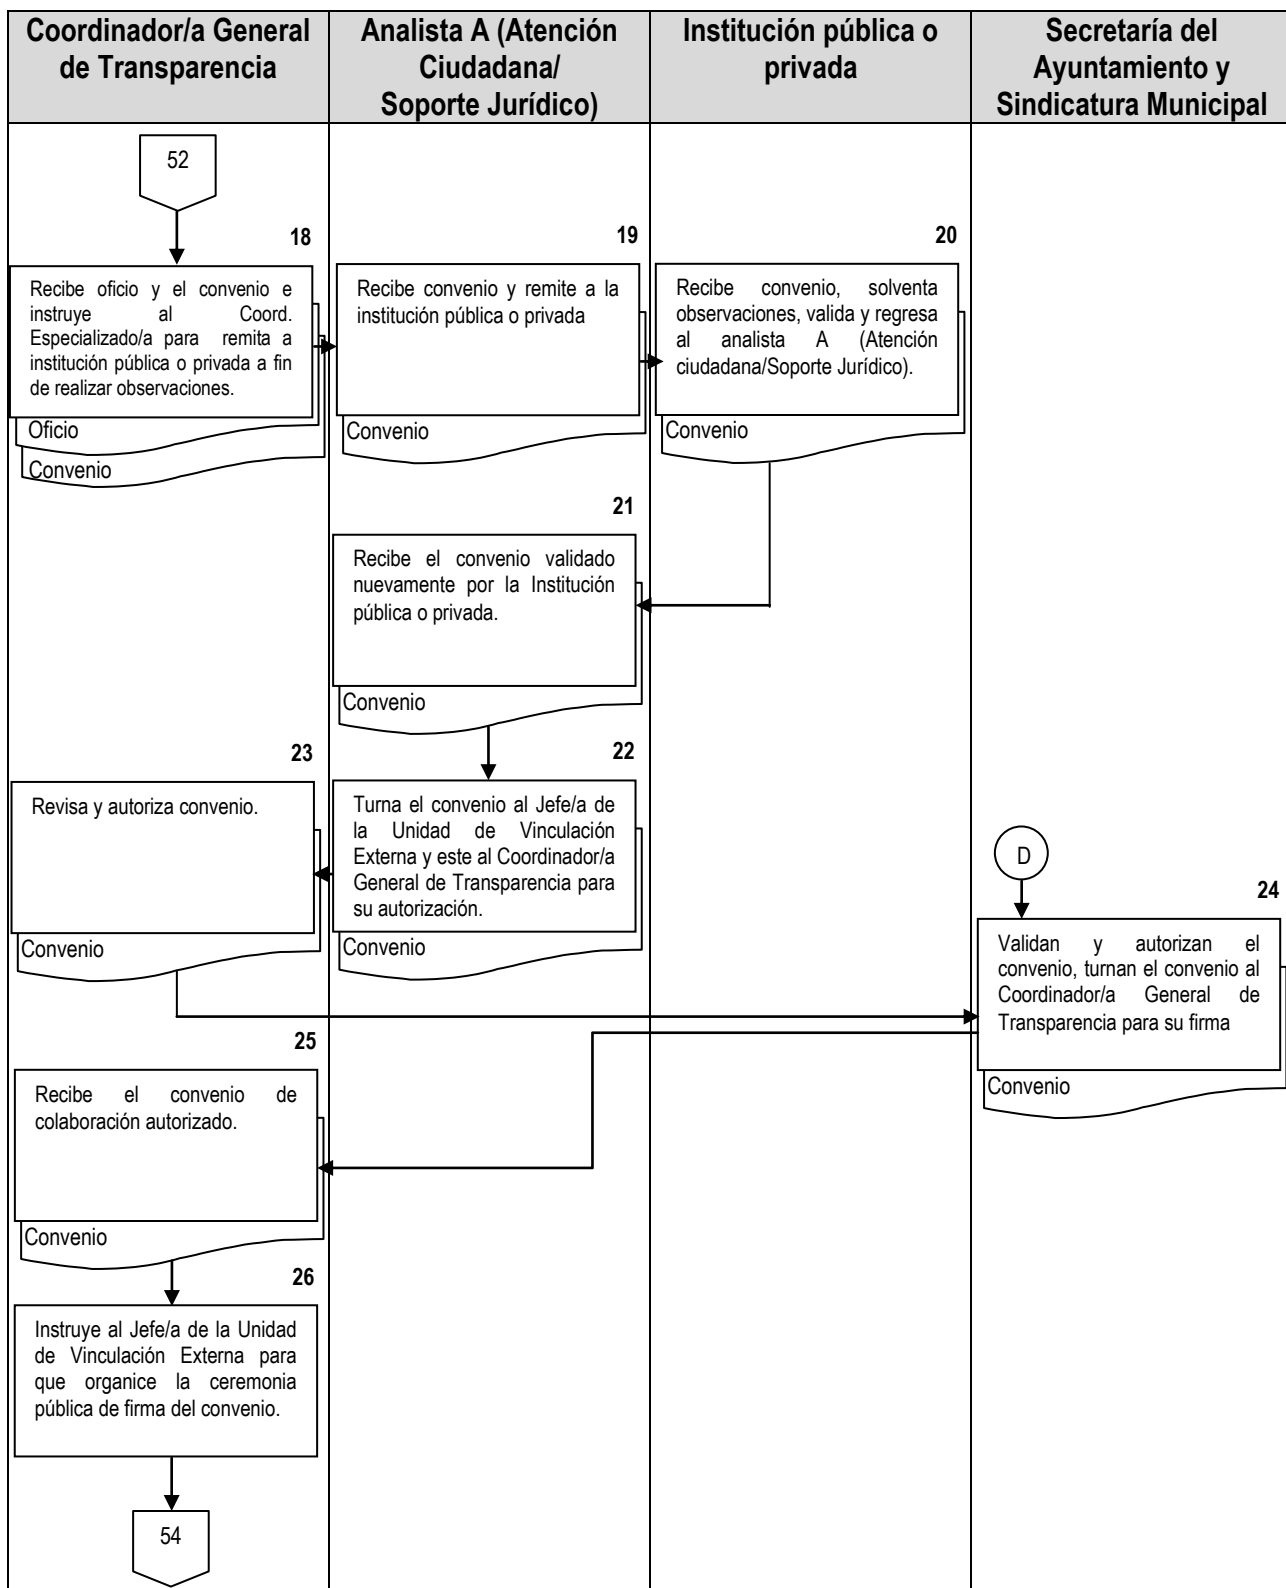 Coordinador/a General
de Transparencia
Analista A (Atención
Ciudadana/
Soporte Jurídico)
Institución pública o
privada
Secretaría del
Ayuntamiento y
Sindicatura Municipal
52
18
Recibe oficio y el convenio e
instruye al Coord.
Especializado/a para remita a
institución pública o privada a fin
de realizar observaciones.
Oficio
Convenio
19
Recibe convenio y remite a la
institución pública o privada
Convenio
20
Recibe convenio, solventa
observaciones, valida y regresa
al analista A (Atención
ciudadana/Soporte Jurídico).
Convenio
21
Recibe el convenio validado
nuevamente por la Institución
pública o privada.
Convenio
22
Turna el convenio al Jefe/a de
la Unidad de Vinculación
Externa y este al Coordinador/a
General de Transparencia para
su autorización.
Convenio
23
Revisa y autoriza convenio.
Convenio
D
24
Validan y autorizan el
convenio, turnan el convenio al
Coordinador/a General de
Transparencia para su firma
Convenio
25
Recibe el convenio de
colaboración autorizado.
Convenio
26
Instruye al Jefe/a de la Unidad
de Vinculación Externa para
que organice la ceremonia
pública de firma del convenio.
54